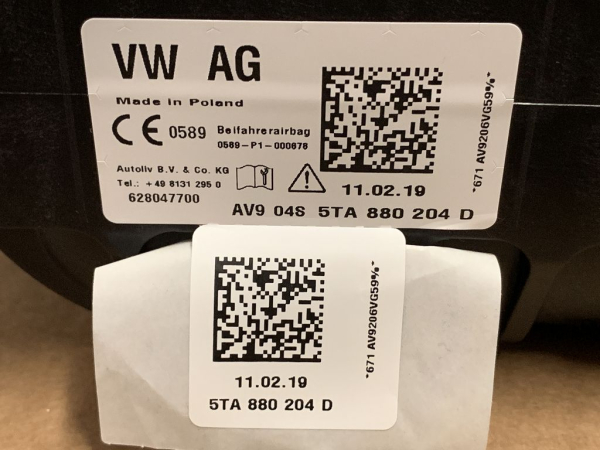 VW AG
Made in Poland
CE 0589 Beifahrerairbag
0589-P1-000678
Autoliv B.V. & Co. KG
Tel.: +49 8131 295 0
628047700
11.02.19
AV9 04S 5TA 880 204 D
*671 AV9206VG59%*
11.02.19
5TA 880 204 D
*671 AV9206VG59%*